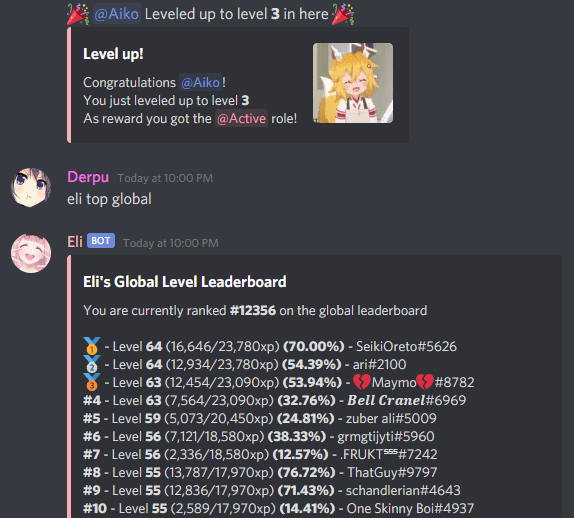 🎉 @Aiko Leveled up to level 3 in here 🎉
Level up!
Congratulations @Aiko !
You just leveled up to level 3
As reward you got the @Active role!
Derpu Today at 10:00 PM
eli top global
Eli BOT Today at 10:00 PM
Eli's Global Level Leaderboard
You are currently ranked #12356 on the global leaderboard
🥇 - Level 64 (16,646/23,780xp) (70.00%) - SeikiOreto#5626
🥈 - Level 64 (12,934/23,780xp) (54.39%) - ari#2100
🥉 - Level 63 (12,454/23,090xp) (53.94%) - 💔Maymo💔#8782
#4 - Level 63 (7,564/23,090xp) (32.76%) - 𝑩𝒆𝒍𝒍 𝑪𝒓𝒂𝒏𝒆𝒍#6969
#5 - Level 59 (5,073/20,450xp) (24.81%) - zuber ali#5009
#6 - Level 56 (7,121/18,580xp) (38.33%) - grmgtijyti#5960
#7 - Level 56 (2,336/18,580xp) (12.57%) - .FRUKT⁵⁵⁵#7242
#8 - Level 55 (13,787/17,970xp) (76.72%) - ThatGuy#9797
#9 - Level 55 (12,836/17,970xp) (71.43%) - schandlerian#4643
#10 - Level 55 (2,589/17,970xp) (14.41%) - One Skinny Boi#4937